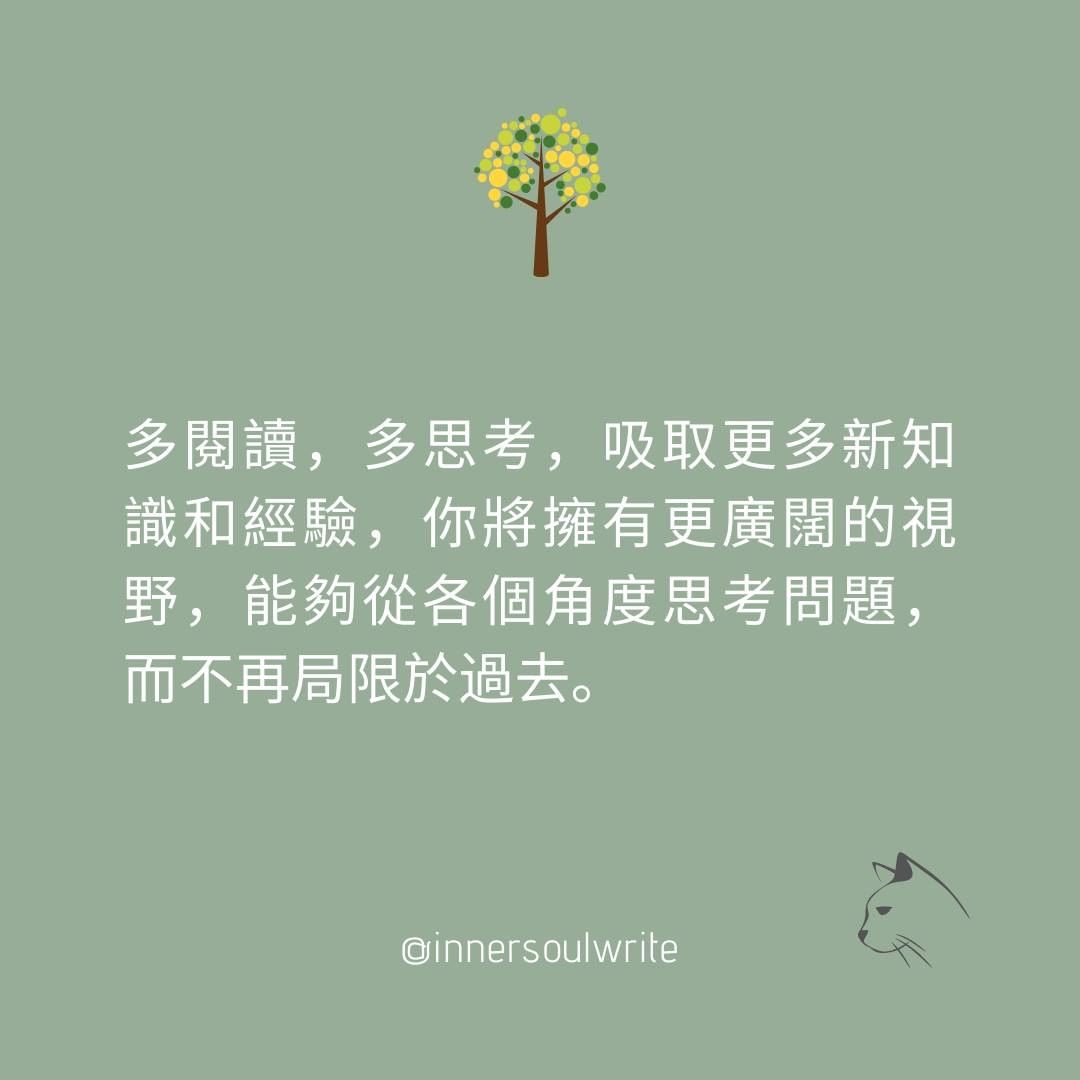 多閱讀，多思考，吸取更多新知
識和經驗，你將擁有更廣闊的視
野，能夠從各個角度思考問題，
而不再局限於過去。
@innersoulwrite